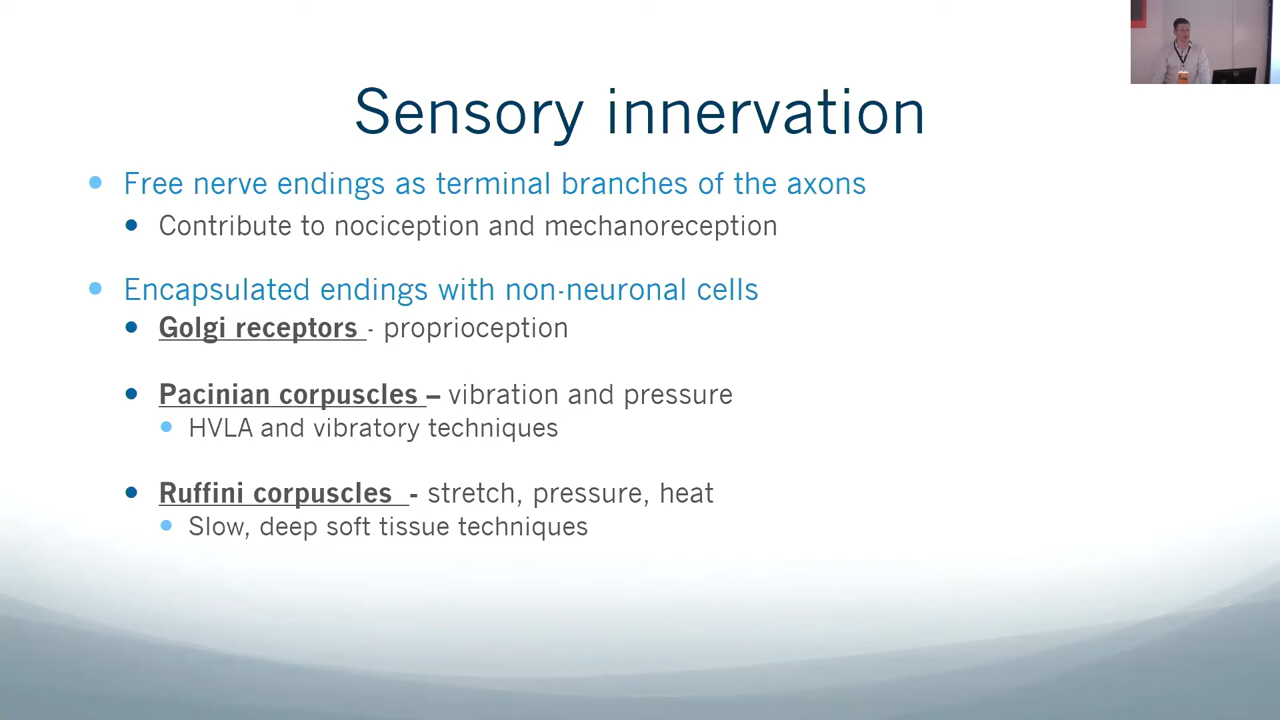 Sensory innervation
Free nerve endings as terminal branches of the axons
Contribute to nociception and mechanoreception
Encapsulated endings with non-neuronal cells
Golgi receptors - proprioception
Pacinian corpuscles – vibration and pressure
HVLA and vibratory techniques
Ruffini corpuscles - stretch, pressure, heat
Slow, deep soft tissue techniques